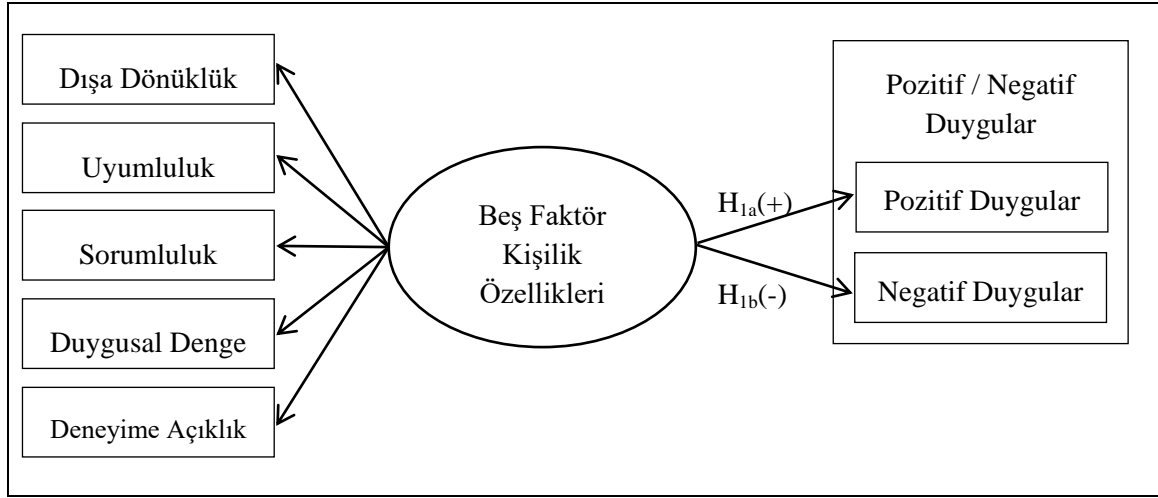 Dışa Dönüklük
Uyumluluk
Sorumluluk
Duygusal Denge
Deneyime Açıklık
Beş Faktör
Kişilik
Özellikleri
H1a(+)
H1b(-)
Pozitif / Negatif
Duygular
Pozitif Duygular
Negatif Duygular